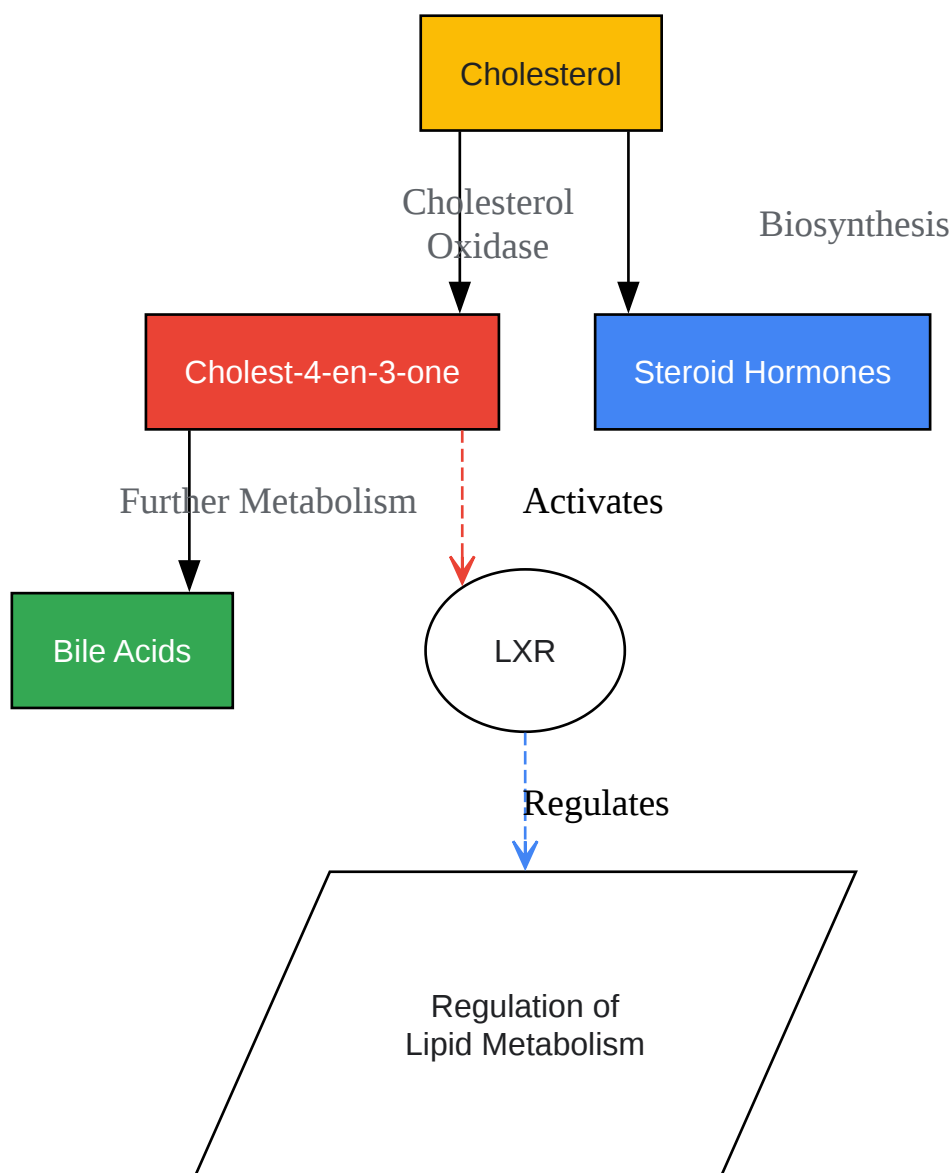 Cholesterol
Cholesterol
Oxidase
Biosynthesis
Cholest-4-en-3-one
Steroid Hormones
Further Metabolism
Activates
Bile Acids
LXR
Regulates
Regulation of
Lipid Metabolism